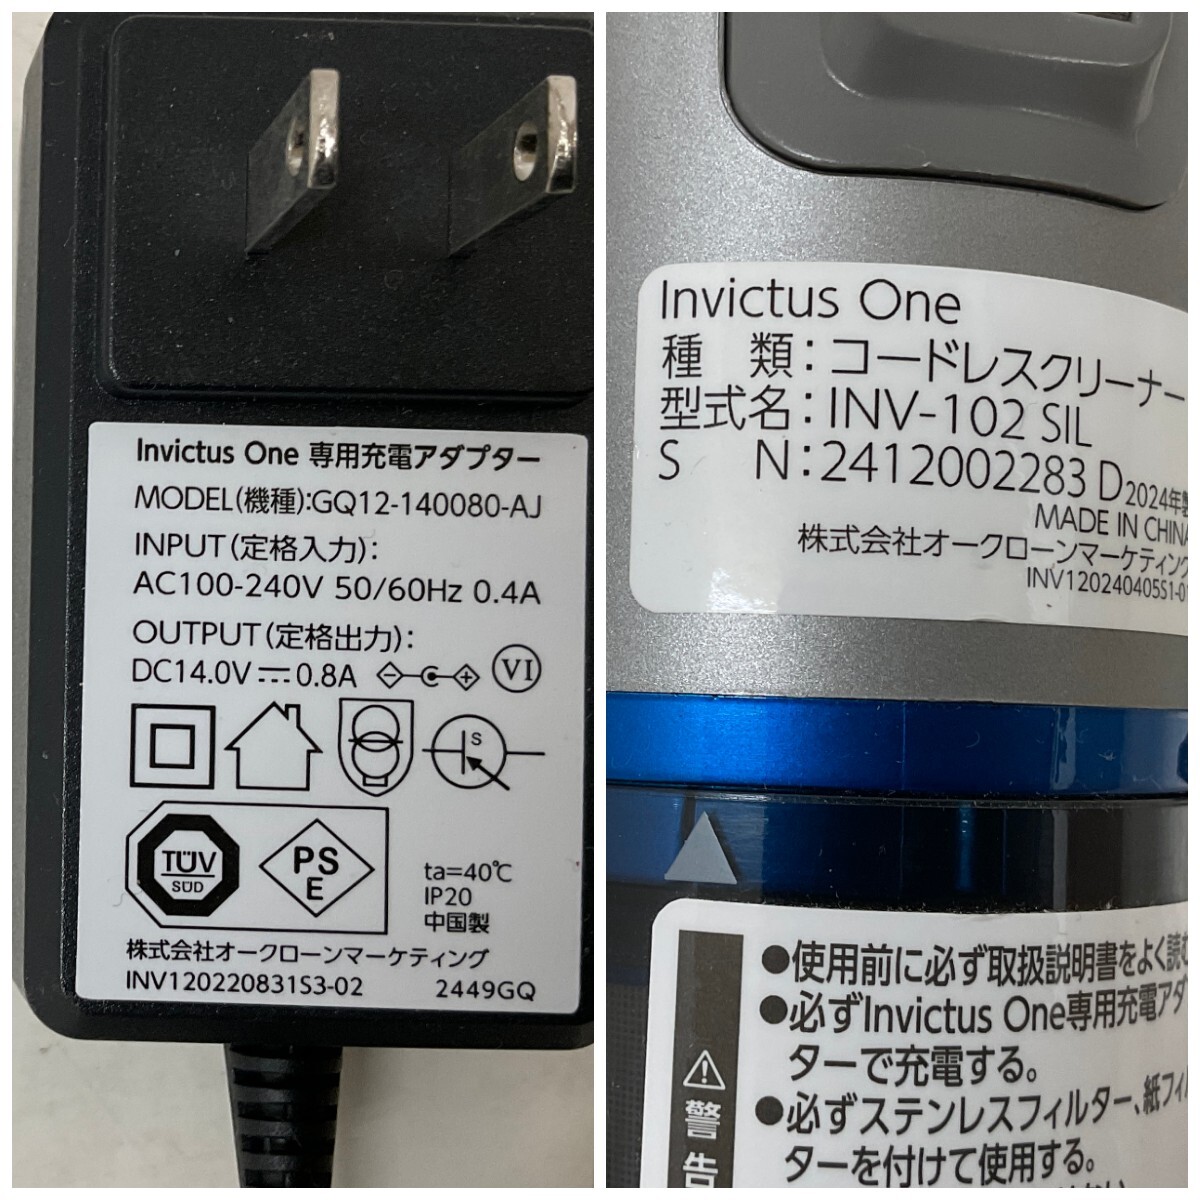 Invictus One 専用充電アダプター
MODEL(機種):GQ12-140080-AJ
INPUT(定格入力):
AC100-240V 50/60Hz 0.4A
OUTPUT(定格出力):
DC14.0V⎓0.8A
VI
S
TÜV
SÜD
PS
E
ta=40℃
IP20
中国製
株式会社オークローンマーケティング
INV120220831S3-02 2449GQ
Invictus One
種 類:コードレスクリーナー
型式名:INV-102 SIL
S N:2412002283 D 2024年製
MADE IN CHINA
株式会社オークローンマーケティング
INV120240405S1-01
警告
●使用前に必ず取扱説明書をよく読む
●必ずInvictus One専用充電アダプ
ターで充電する。
●必ずステンレスフィルター、紙フィル
ターを付けて使用する。